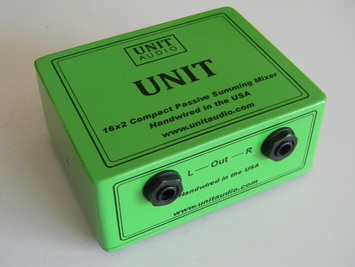 UNIT
AUDIO
UNIT
16x2 Compact Passive Summing Mixer
Handwired in the USA
www.unitaudio.com
L — Out — R
Handwired in the USA
www.unitaudio.com